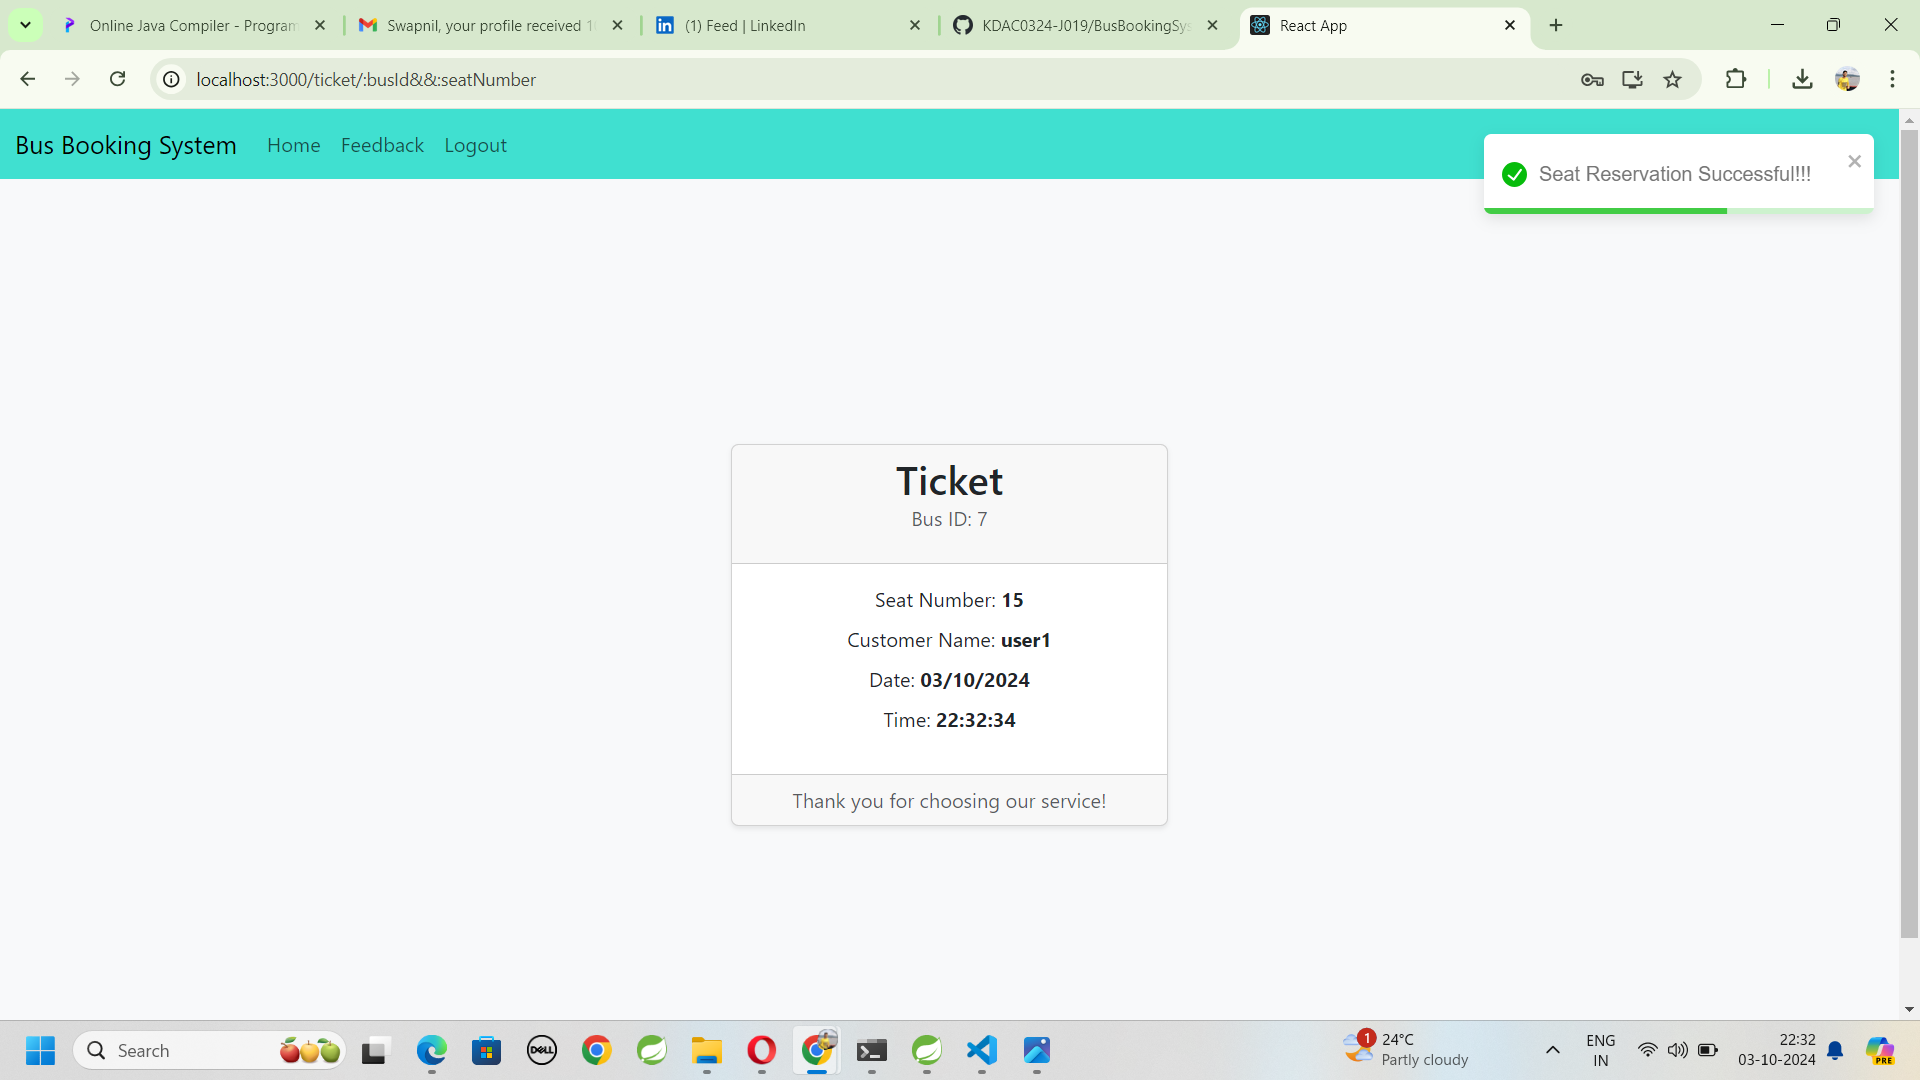 Online Java Compiler - Program
Swapnil, your profile received 1
(1) Feed | LinkedIn
KDAC0324-J019/BusBookingSys
React App
localhost:3000/ticket/:busId&&:seatNumber
Bus Booking System
Home
Feedback
Logout
Seat Reservation Successful!!!
Ticket
Bus ID: 7
Seat Number: 15
Customer Name: user1
Date: 03/10/2024
Time: 22:32:34
Thank you for choosing our service!
Search
DELL
1
24°C
Partly cloudy
ENG
IN
22:32
03-10-2024
PRE